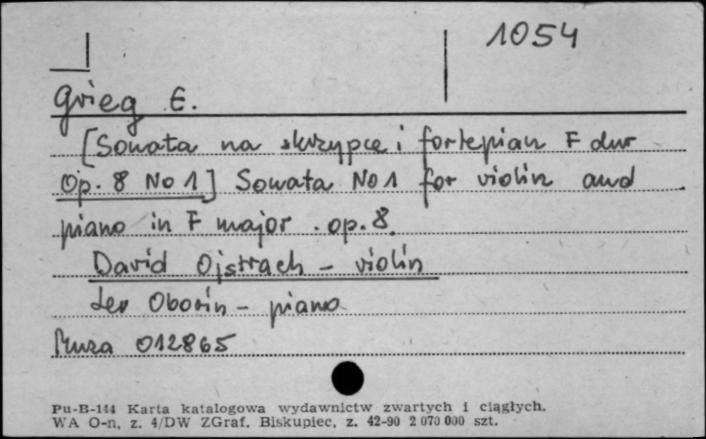 1054
Grieg E.
[Sonata na skrzypce i fortepian F dur
Op. 8 No 1] Sonata No 1 for violin and
piano in F major . op. 8.
David Ojstrach - violin
Lev Oborin - piano
Muza 012865
Pu-B-144 Karta katalogowa wydawnictw zwartych i ciągłych.
WA O-n, z. 4/DW ZGraf. Biskupiec, z. 42-90 2 070 000 szt.